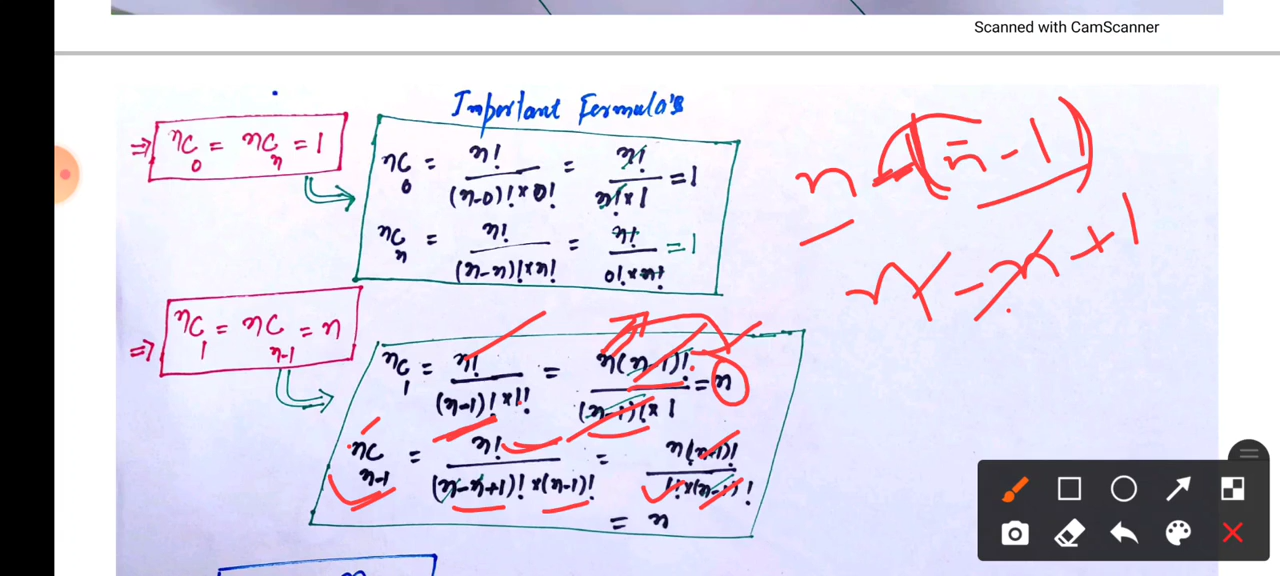 Scanned with CamScanner
Important Formula's
⇒ nC₀ = nCₙ = 1
nC₀ = n!/((n-0)! × 0!) = n!/(n! × 1) = 1
nCₙ = n!/((n-n)! × n!) = n!/(0! × n!) = 1
n - (n - 1)
n - n + 1
⇒ nC₁ = nCₙ₋₁ = n
nC₁ = n!/((n-1)! × 1!) = n(n-1)!/((n-1)! × 1) = n
nCₙ₋₁ = n!/((n-n+1)! × (n-1)!) = n(n-1)!/(1! × (n-1)!)
= n